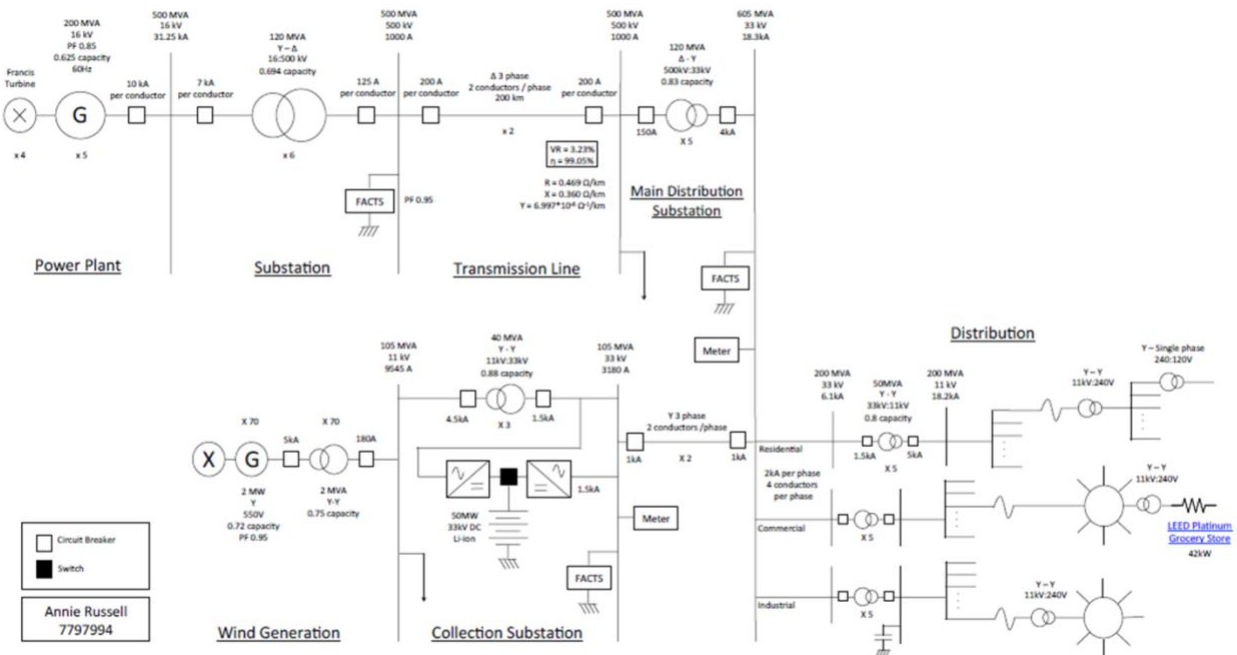 Francis
Turbine
x 4
200 MVA
16 kV
PF 0.85
0.625 capacity
60Hz
G
x 5
10 kA
per conductor
500 MVA
16 kV
31.25 kA
7 kA
per conductor
120 MVA
Y – Δ
16:500 kV
0.694 capacity
x 6
125 A
per conductor
500 MVA
500 kV
1000 A
FACTS
PF 0.95
200 A
per conductor
Δ 3 phase
2 conductors / phase
200 km
x 2
200 A
per conductor
VR = 3.23%
η = 99.05%
R = 0.469 Ω/km
X = 0.360 Ω/km
500 MVA
500 kV
1000 A
120 MVA
Δ - Y
500kV:33kV
0.83 capacity
150A
X 5
4kA
Main Distribution
Substation
605 MVA
33 kV
18.3kA
FACTS
Meter
Power Plant
Substation
Transmission Line
X
G
X 70
2 MW
Y
550V
0.72 capacity
PF 0.95
5kA
X 70
2 MVA
Y-Y
0.75 capacity
180A
105 MVA
11 kV
9545 A
40 MVA
Y - Y
11kV:33kV
0.88 capacity
4.5kA
X 3
1.5kA
50MW
33kV DC
Li-ion
1.5kA
105 MVA
33 kV
3180 A
Meter
FACTS
1kA
Y 3 phase
2 conductors /phase
X 2
1kA
Distribution
Residential
2kA per phase
4 conductors
per phase
Commercial
Industrial
200 MVA
33 kV
6.1kA
50MVA
Y - Y
33kV:11kV
0.8 capacity
1.5kA
5kA
X 5
200 MVA
11 kV
18.2kA
Y – Y
11kV:240V
Y – Single phase
240:120V
X 5
Y – Y
11kV:240V
LEED Platinum
Grocery Store
42kW
X 5
Y – Y
11kV:240V
Circuit Breaker
Switch
Annie Russell
7797994
Wind Generation
Collection Substation